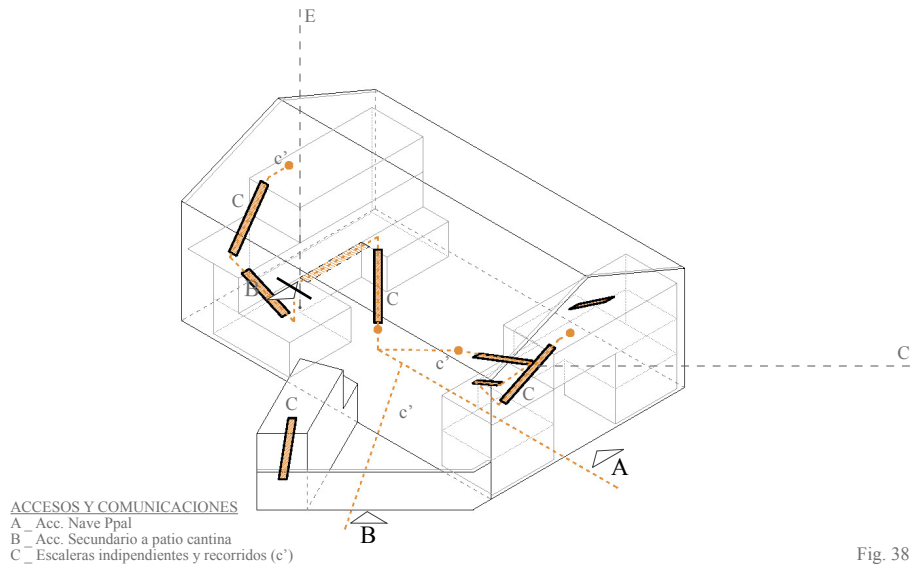 E
c'
C
B
C
C
c'
C
c'
C
A
B
ACCESOS Y COMUNICACIONES
A _ Acc. Nave Ppal
B _ Acc. Secundario a patio cantina
C _ Escaleras indipendientes y recorridos (c')
Fig. 38